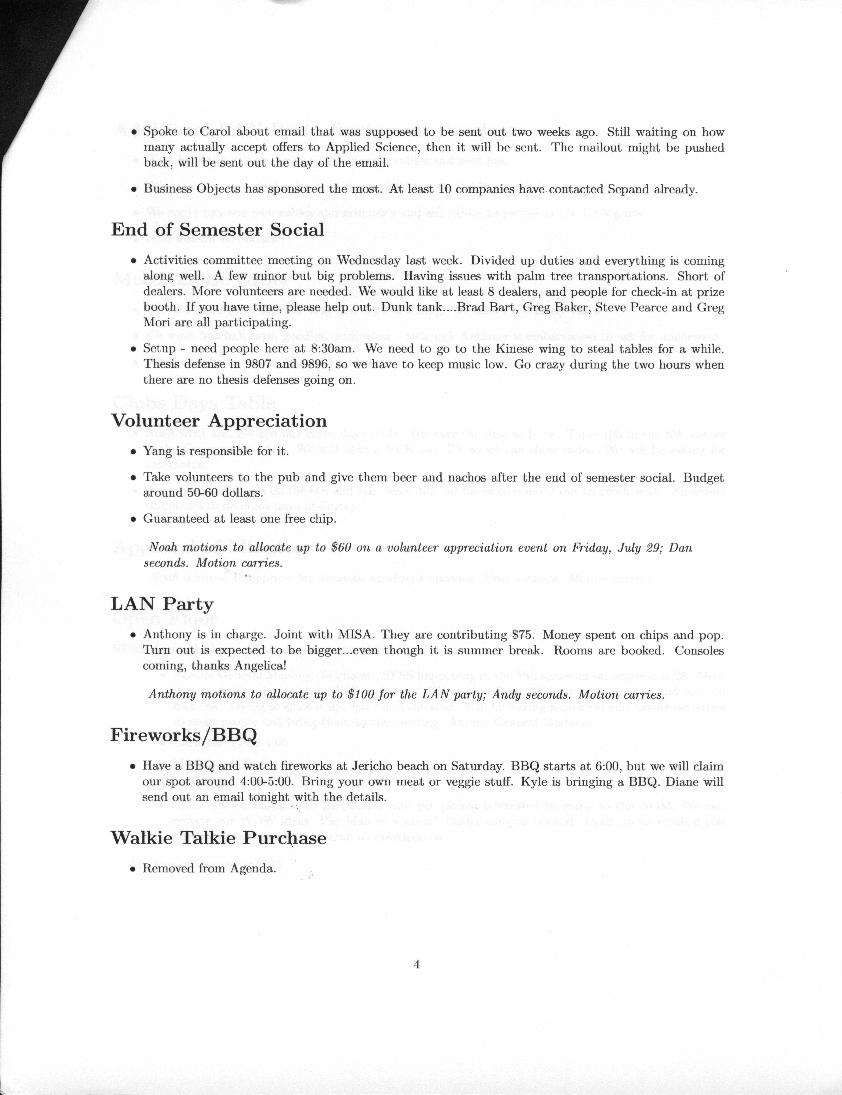 • Spoke to Carol about email that was supposed to be sent out two weeks ago. Still waiting on how
many actually accept offers to Applied Science, then it will be sent. The mailout might be pushed
back, will be sent out the day of the email.
• Business Objects has sponsored the most. At least 10 companies have contacted Sepand already.
End of Semester Social
• Activities committee meeting on Wednesday last week. Divided up duties and everything is coming
along well. A few minor but big problems. Having issues with palm tree transportations. Short of
dealers. More volunteers are needed. We would like at least 8 dealers, and people for check-in at prize
booth. If you have time, please help out. Dunk tank....Brad Bart, Greg Baker, Steve Pearce and Greg
Mori are all participating.
• Setup - need people here at 8:30am. We need to go to the Kinese wing to steal tables for a while.
Thesis defense in 9807 and 9896, so we have to keep music low. Go crazy during the two hours when
there are no thesis defenses going on.
Volunteer Appreciation
• Yang is responsible for it.
• Take volunteers to the pub and give them beer and nachos after the end of semester social. Budget
around 50-60 dollars.
• Guaranteed at least one free chip.
Noah motions to allocate up to $60 on a volunteer appreciation event on Friday, July 29; Dan
seconds. Motion carries.
LAN Party
• Anthony is in charge. Joint with MISA. They are contributing $75. Money spent on chips and pop.
Turn out is expected to be bigger...even though it is summer break. Rooms are booked. Consoles
coming, thanks Angelica!
Anthony motions to allocate up to $100 for the LAN party; Andy seconds. Motion carries.
Fireworks/BBQ
• Have a BBQ and watch fireworks at Jericho beach on Saturday. BBQ starts at 6:00, but we will claim
our spot around 4:00-5:00. Bring your own meat or veggie stuff. Kyle is bringing a BBQ. Diane will
send out an email tonight with the details.
Walkie Talkie Purchase
• Removed from Agenda.
4